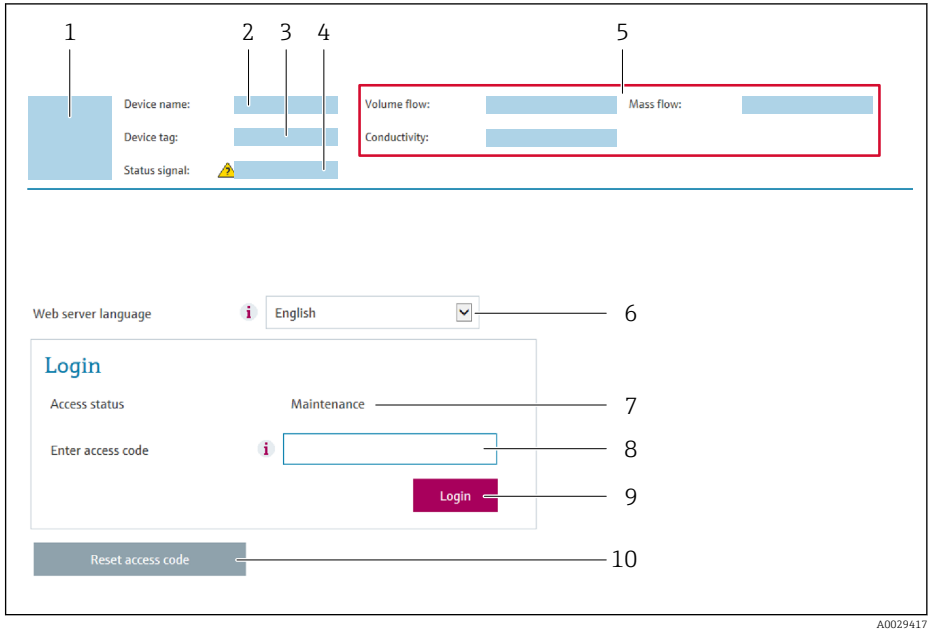 1 2 3 4 5
Device name: Volume flow: Mass flow:
Device tag: Conductivity:
Status signal: ?
Web server language i English 6
Login
Access status Maintenance 7
Enter access code i 8
Login 9
Reset access code 10
A0029417